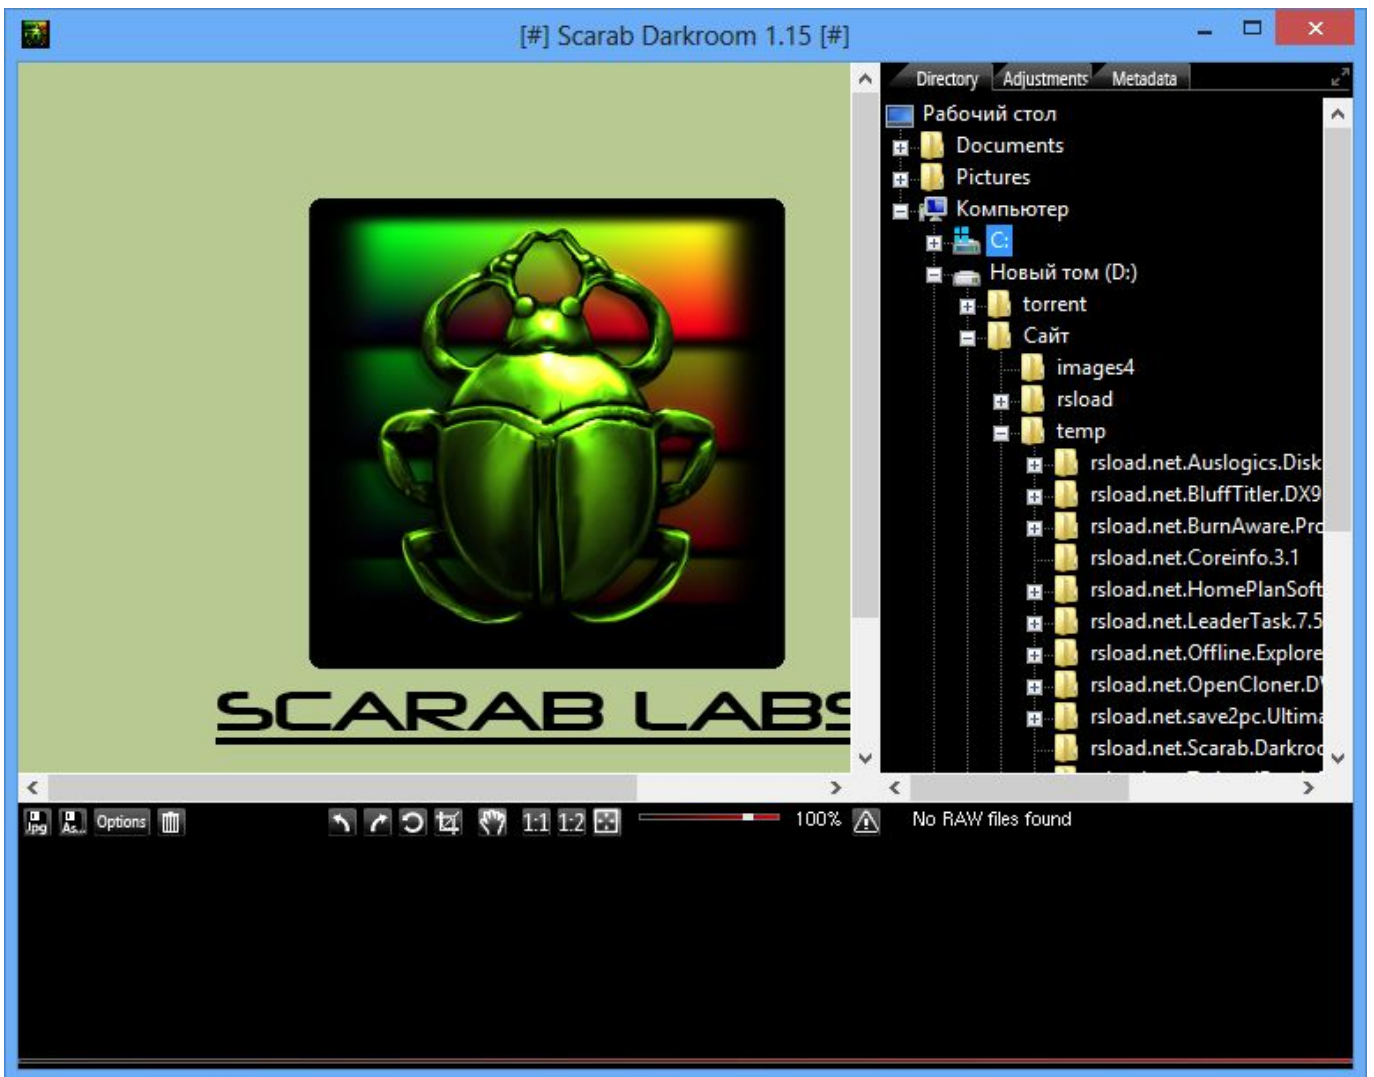 [#] Scarab Darkroom 1.15 [#]
Directory Adjustments Metadata
Рабочий стол
Documents
Pictures
Компьютер
C:
Новый том (D:)
torrent
Сайт
images4
rsload
temp
rsload.net.Auslogics.Disk
rsload.net.BluffTitler.DX9
rsload.net.BurnAware.Pro
rsload.net.Coreinfo.3.1
rsload.net.HomePlanSoft
rsload.net.LeaderTask.7.5
rsload.net.Offline.Explore
rsload.net.OpenCloner.D
rsload.net.save2pc.Ultima
rsload.net.Scarab.Darkroo
SCARAB LABS
Jpg As... Options 1:1 1:2 100% No RAW files found